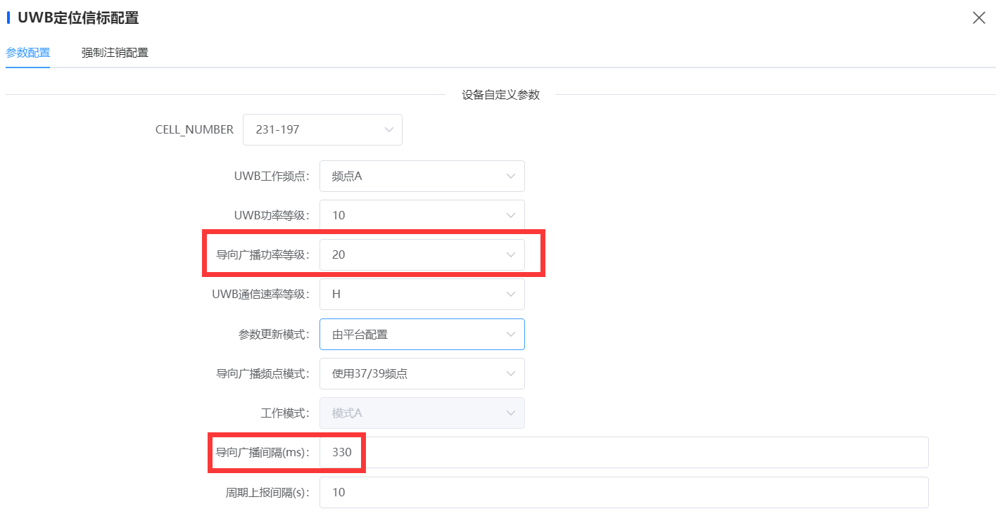 UWB定位信标配置
参数配置 强制注销配置
设备自定义参数
CELL_NUMBER 231-197
UWB工作频点: 频点A
UWB功率等级: 10
导向广播功率等级: 20
UWB通信速率等级: H
参数更新模式: 由平台配置
导向广播频点模式: 使用37/39频点
工作模式: 模式A
导向广播间隔(ms): 330
周期上报间隔(s): 10